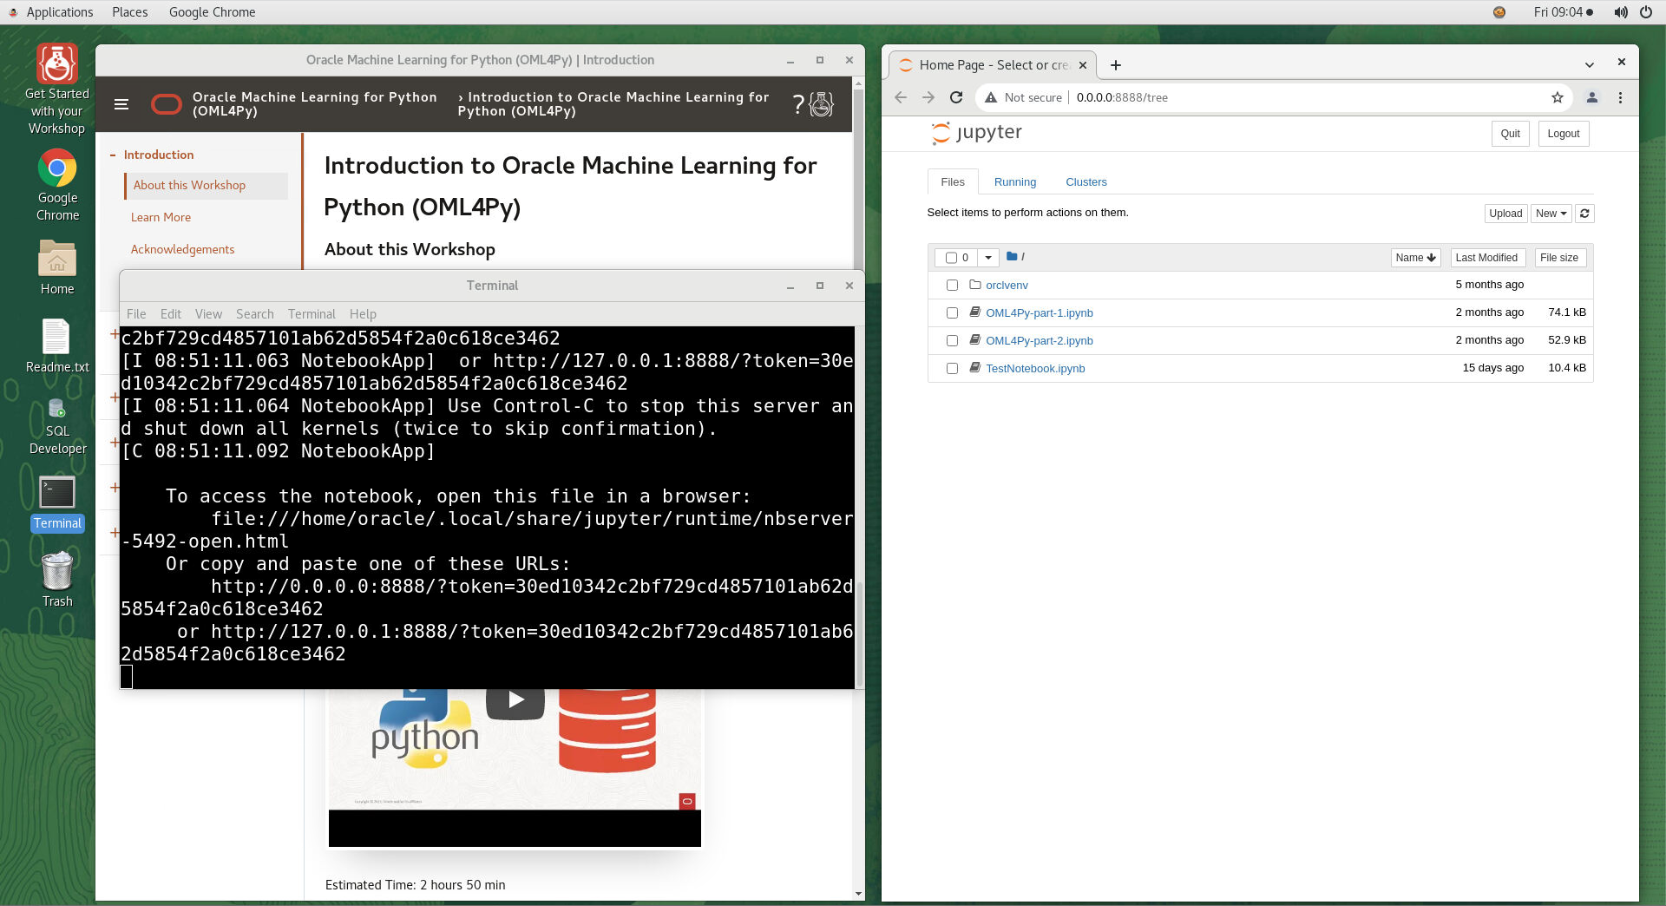 Applications Places Google Chrome Fri 09:04
Get Started
with your
Workshop
Google
Chrome
Home
Readme.txt
SQL
Developer
Terminal
Trash
Oracle Machine Learning for Python (OML4Py) | Introduction
Oracle Machine Learning for Python
(OML4Py)
› Introduction to Oracle Machine Learning for
Python (OML4Py)
?
- Introduction
About this Workshop
Learn More
Acknowledgements
+
+
+
+
+
Introduction to Oracle Machine Learning for
Python (OML4Py)
About this Workshop
Terminal
File Edit View Search Terminal Help
c2bf729cd4857101ab62d5854f2a0c618ce3462
[I 08:51:11.063 NotebookApp]  or http://127.0.0.1:8888/?token=30e
d10342c2bf729cd4857101ab62d5854f2a0c618ce3462
[I 08:51:11.064 NotebookApp] Use Control-C to stop this server an
d shut down all kernels (twice to skip confirmation).
[C 08:51:11.092 NotebookApp]
To access the notebook, open this file in a browser:
file:///home/oracle/.local/share/jupyter/runtime/nbserver
-5492-open.html
Or copy and paste one of these URLs:
http://0.0.0.0:8888/?token=30ed10342c2bf729cd4857101ab62d
5854f2a0c618ce3462
or http://127.0.0.1:8888/?token=30ed10342c2bf729cd4857101ab6
2d5854f2a0c618ce3462
python
Estimated Time: 2 hours 50 min
Home Page - Select or cre
Not secure | 0.0.0.0:8888/tree
jupyter
Quit Logout
Files Running Clusters
Select items to perform actions on them.
Upload New
0 / Name Last Modified File size
orclvenv 5 months ago
OML4Py-part-1.ipynb 2 months ago 74.1 kB
OML4Py-part-2.ipynb 2 months ago 52.9 kB
TestNotebook.ipynb 15 days ago 10.4 kB